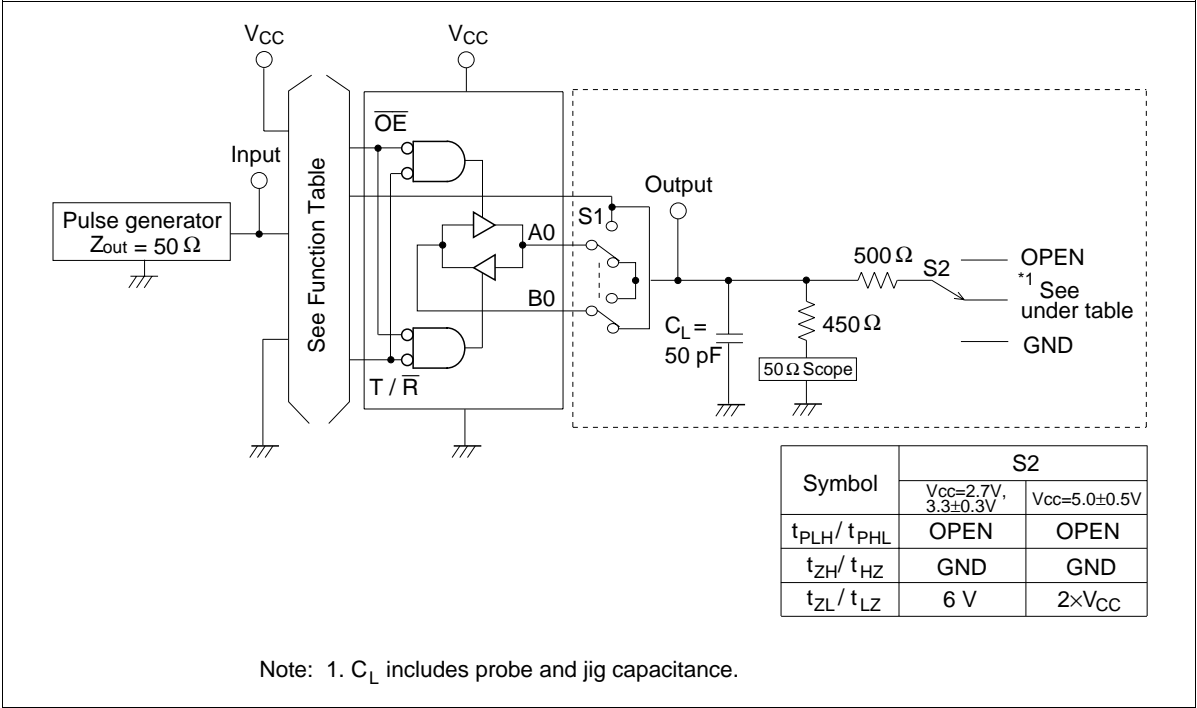 VCC
VCC
OE
Input
See Function Table
Output
Pulse generator
Zout = 50 Ω
S1
A0
500 Ω
S2
OPEN
*1 See
under table
B0
CL =
50 pF
450 Ω
GND
50 Ω Scope
T / R
Symbol
S2
Vcc=2.7V,
3.3±0.3V
Vcc=5.0±0.5V
tPLH / tPHL
OPEN
OPEN
tZH / tHZ
GND
GND
tZL / tLZ
6 V
2×VCC
Note: 1. CL includes probe and jig capacitance.